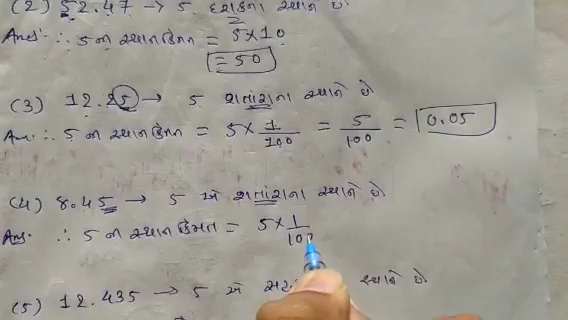 (2) 52.47 → 5 દશકના સ્થાને છે.
Ans: ∴ 5 ની સ્થાનકિંમત = 5×10
= 50
(3) 12.25 → 5 શતાંશના સ્થાને છે.
Ans: ∴ 5 ની સ્થાનકિંમત = 5 × 1/100 = 5/100 = 0.05
(4) 8.45 → 5 એ શતાંશના સ્થાને છે.
Ans. ∴ 5 ની સ્થાનકિંમત = 5 × 1/100
(5) 12.435 → 5 એ સ્થાને છે.